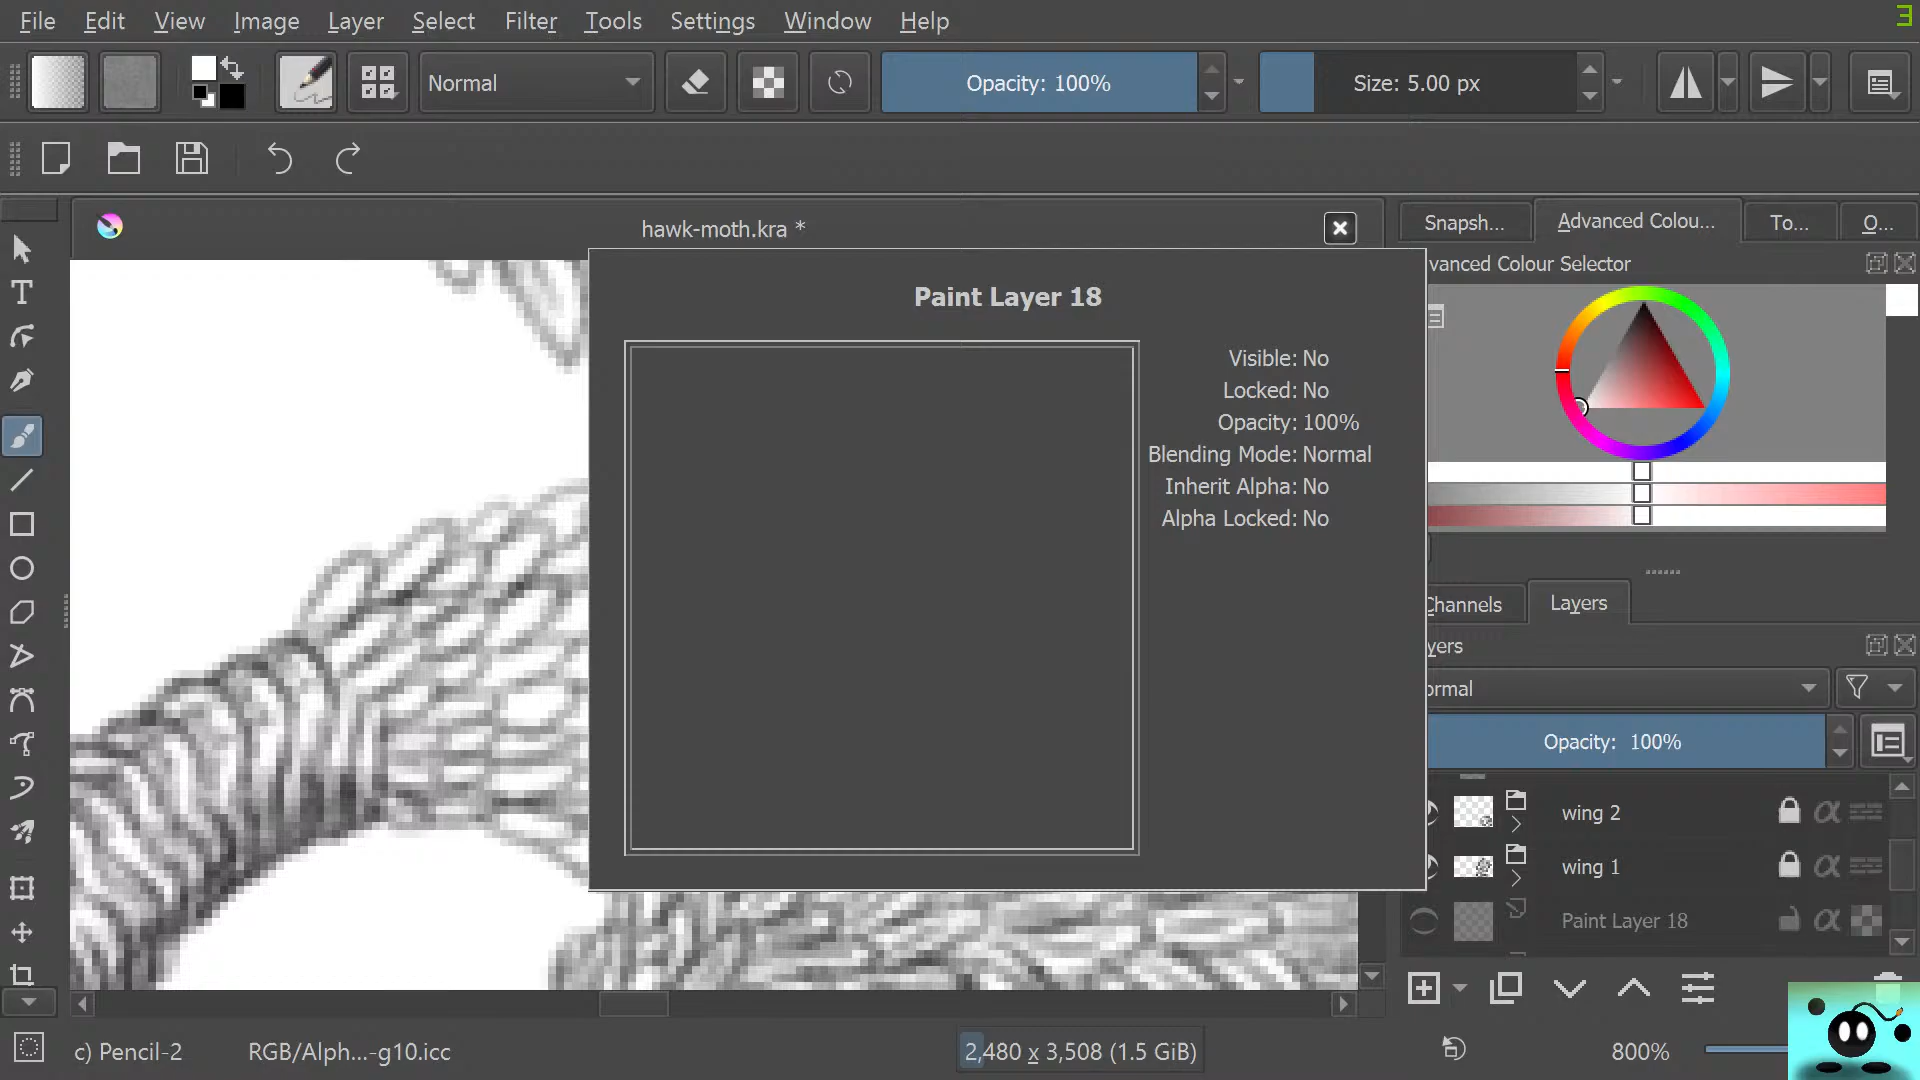 File Edit View Image Layer Select Filter Tools Settings Window Help
3
Normal
Opacity: 100%
Size: 5.00 px
hawk-moth.kra *
Snapsh...
Advanced Colou...
To...
O...
vanced Colour Selector
Paint Layer 18
Visible: No
Locked: No
Opacity: 100%
Blending Mode: Normal
Inherit Alpha: No
Alpha Locked: No
Channels
Layers
yers
ormal
Opacity: 100%
wing 2
wing 1
Paint Layer 18
c) Pencil-2
RGB/Alph...-g10.icc
2,480 x 3,508 (1.5 GiB)
800%